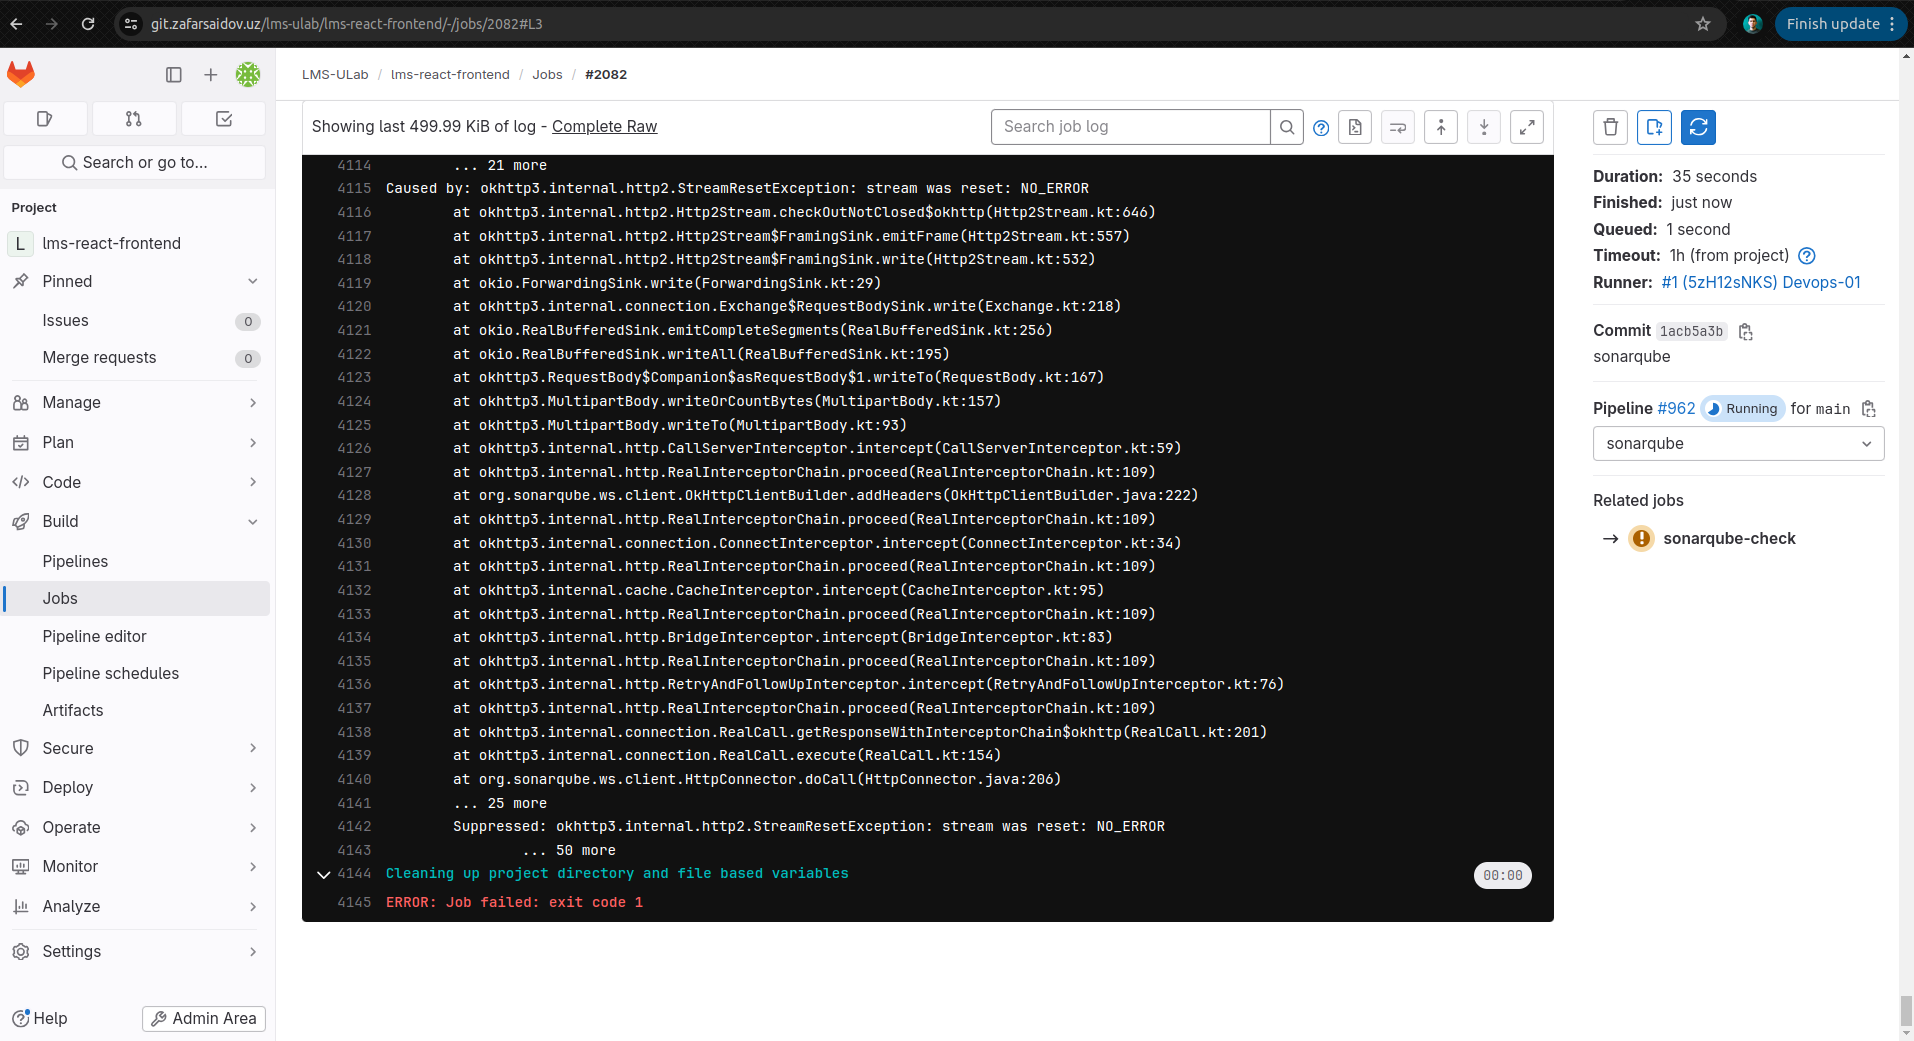 git.zafarsaidov.uz/lms-ulab/lms-react-frontend/-/jobs/2082#L3
Finish update
LMS-ULab / lms-react-frontend / Jobs / #2082
Search or go to...
Project
L lms-react-frontend
Pinned
Issues 0
Merge requests 0
Manage
Plan
Code
Build
Pipelines
Jobs
Pipeline editor
Pipeline schedules
Artifacts
Secure
Deploy
Operate
Monitor
Analyze
Settings
Help
Admin Area
Showing last 499.99 KiB of log - Complete Raw
Search job log
4114 ... 21 more
4115 Caused by: okhttp3.internal.http2.StreamResetException: stream was reset: NO_ERROR
4116 at okhttp3.internal.http2.Http2Stream.checkOutNotClosed$okhttp(Http2Stream.kt:646)
4117 at okhttp3.internal.http2.Http2Stream$FramingSink.emitFrame(Http2Stream.kt:557)
4118 at okhttp3.internal.http2.Http2Stream$FramingSink.write(Http2Stream.kt:532)
4119 at okio.ForwardingSink.write(ForwardingSink.kt:29)
4120 at okhttp3.internal.connection.Exchange$RequestBodySink.write(Exchange.kt:218)
4121 at okio.RealBufferedSink.emitCompleteSegments(RealBufferedSink.kt:256)
4122 at okio.RealBufferedSink.writeAll(RealBufferedSink.kt:195)
4123 at okhttp3.RequestBody$Companion$asRequestBody$1.writeTo(RequestBody.kt:167)
4124 at okhttp3.MultipartBody.writeOrCountBytes(MultipartBody.kt:157)
4125 at okhttp3.MultipartBody.writeTo(MultipartBody.kt:93)
4126 at okhttp3.internal.http.CallServerInterceptor.intercept(CallServerInterceptor.kt:59)
4127 at okhttp3.internal.http.RealInterceptorChain.proceed(RealInterceptorChain.kt:109)
4128 at org.sonarqube.ws.client.OkHttpClientBuilder.addHeaders(OkHttpClientBuilder.java:222)
4129 at okhttp3.internal.http.RealInterceptorChain.proceed(RealInterceptorChain.kt:109)
4130 at okhttp3.internal.connection.ConnectInterceptor.intercept(ConnectInterceptor.kt:34)
4131 at okhttp3.internal.http.RealInterceptorChain.proceed(RealInterceptorChain.kt:109)
4132 at okhttp3.internal.cache.CacheInterceptor.intercept(CacheInterceptor.kt:95)
4133 at okhttp3.internal.http.RealInterceptorChain.proceed(RealInterceptorChain.kt:109)
4134 at okhttp3.internal.http.BridgeInterceptor.intercept(BridgeInterceptor.kt:83)
4135 at okhttp3.internal.http.RealInterceptorChain.proceed(RealInterceptorChain.kt:109)
4136 at okhttp3.internal.http.RetryAndFollowUpInterceptor.intercept(RetryAndFollowUpInterceptor.kt:76)
4137 at okhttp3.internal.http.RealInterceptorChain.proceed(RealInterceptorChain.kt:109)
4138 at okhttp3.internal.connection.RealCall.getResponseWithInterceptorChain$okhttp(RealCall.kt:201)
4139 at okhttp3.internal.connection.RealCall.execute(RealCall.kt:154)
4140 at org.sonarqube.ws.client.HttpConnector.doCall(HttpConnector.java:206)
4141 ... 25 more
4142 Suppressed: okhttp3.internal.http2.StreamResetException: stream was reset: NO_ERROR
4143 ... 50 more
4144 Cleaning up project directory and file based variables 00:00
4145 ERROR: Job failed: exit code 1
Duration: 35 seconds
Finished: just now
Queued: 1 second
Timeout: 1h (from project)
Runner: #1 (5zH12sNKS) Devops-01
Commit 1acb5a3b
sonarqube
Pipeline #962 Running for main
sonarqube
Related jobs
→ sonarqube-check